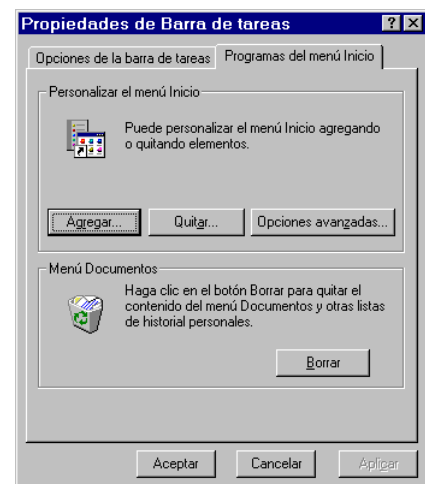 Propiedades de Barra de tareas
Opciones de la barra de tareas
Programas del menú Inicio
Personalizar el menú Inicio
Puede personalizar el menú Inicio agregando
o quitando elementos.
Agregar...
Quitar...
Opciones avanzadas...
Menú Documentos
Haga clic en el botón Borrar para quitar el
contenido del menú Documentos y otras listas
de historial personales.
Borrar
Aceptar
Cancelar
Aplicar